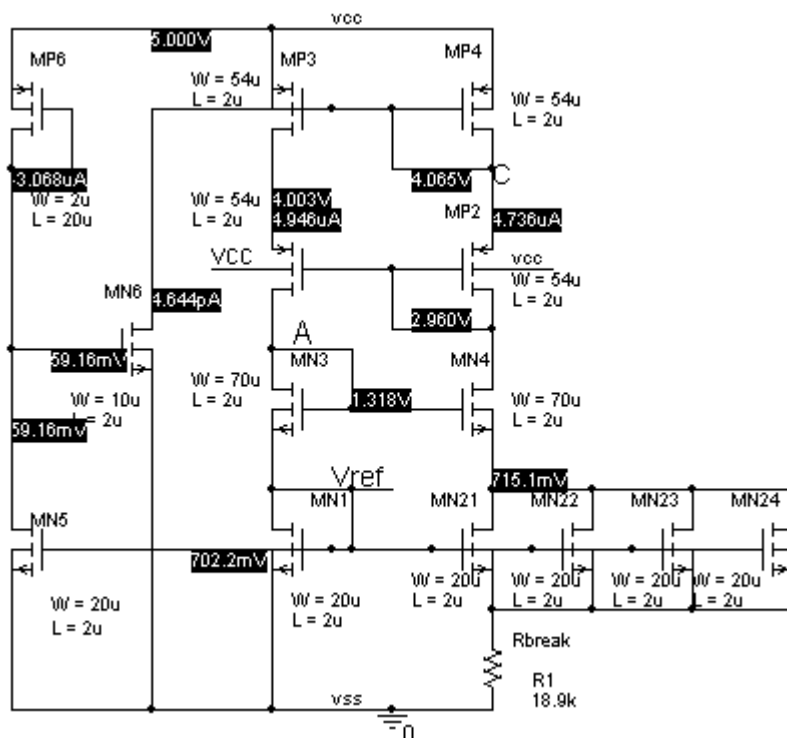 vcc
5.000V
MP6
MP3
MP4
W = 54u
L = 2u
W = 54u
L = 2u
-3.068uA
4.065V
C
W = 2u
L = 20u
W = 54u
L = 2u
4.003V
4.946uA
MP2
4.736uA
VCC
vcc
W = 54u
L = 2u
MN6
4.644pA
2.960V
59.16mV
A
MN3
MN4
W = 10u
L = 2u
W = 70u
L = 2u
1.318V
W = 70u
L = 2u
59.16mV
Vref
715.1mV
MN5
MN1
MN21
MN22
MN23
MN24
702.2mV
W = 20u
L = 2u
W = 20u
L = 2u
W = 20u
L = 2u
W = 20u
L = 2u
W = 20u
L = 2u
W = 20u
L = 2u
Rbreak
R1
18.9k
vss
0